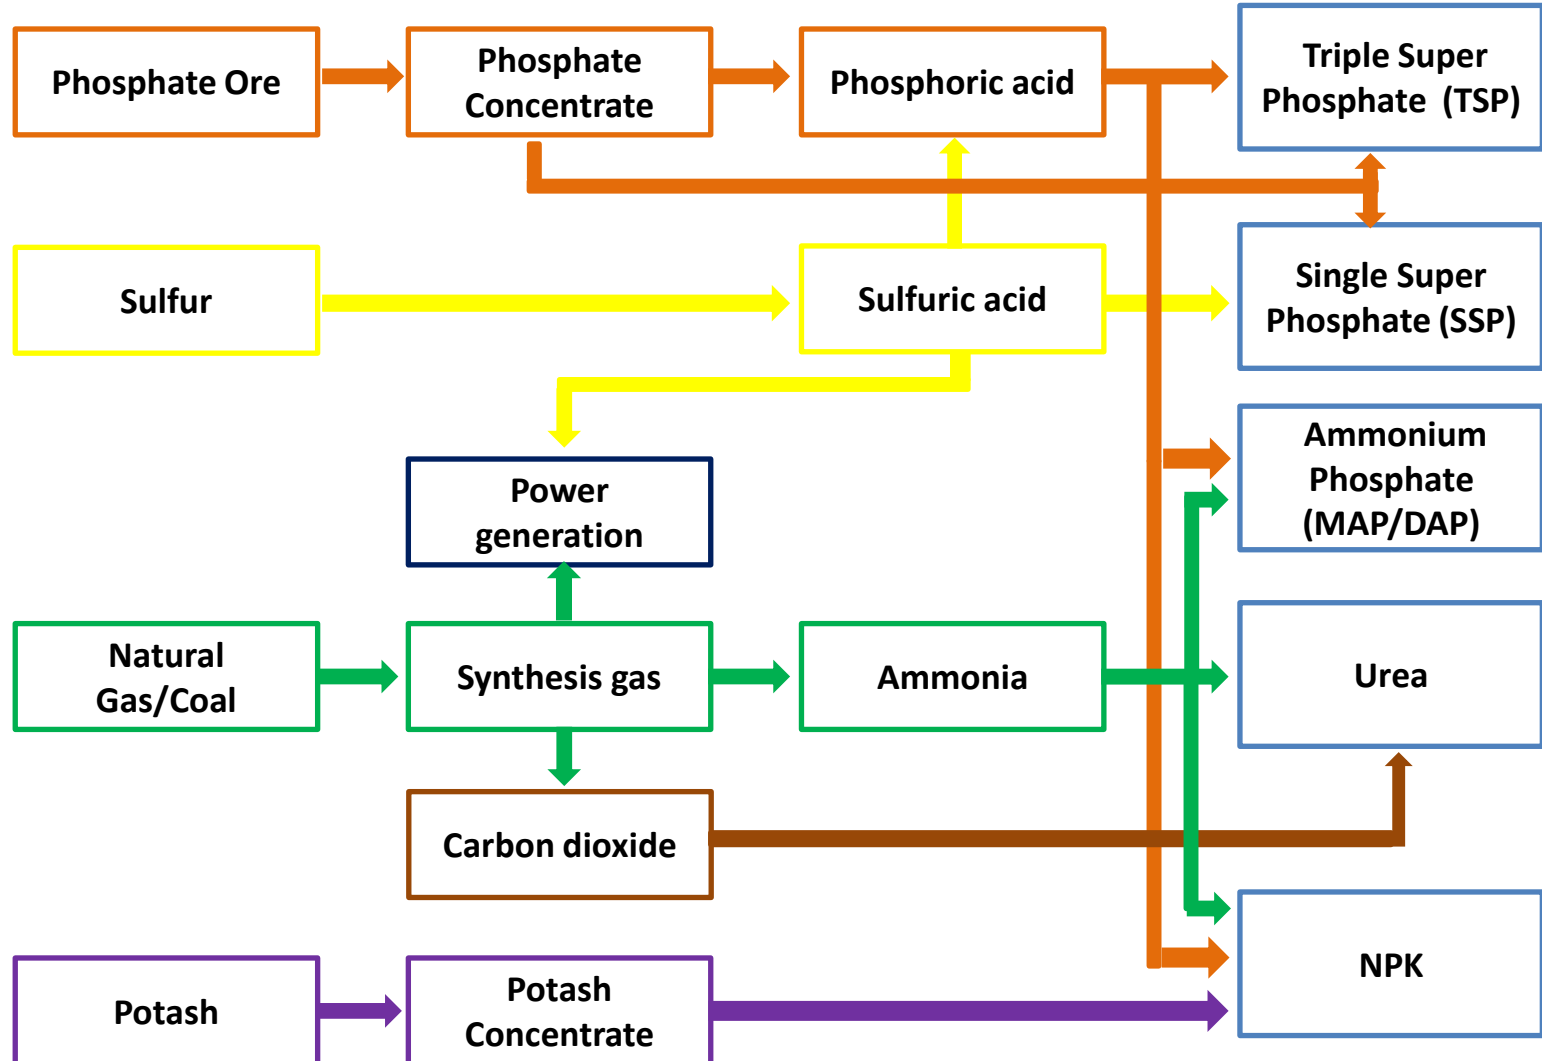 Phosphate Ore
Phosphate
Concentrate
Phosphoric acid
Triple Super
Phosphate (TSP)
Sulfur
Sulfuric acid
Single Super
Phosphate (SSP)
Power
generation
Ammonium
Phosphate
(MAP/DAP)
Natural
Gas/Coal
Synthesis gas
Ammonia
Urea
Carbon dioxide
NPK
Potash
Potash
Concentrate